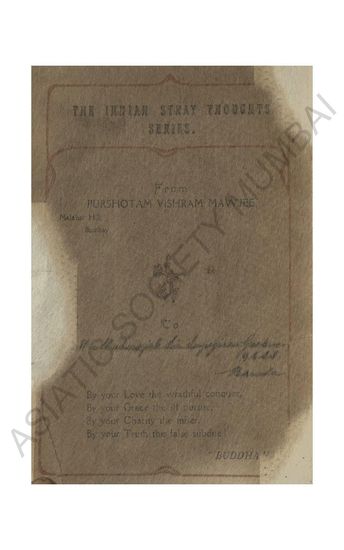 THE INDIAN STRAY THOUGHTS
SERIES.
From
PURSHOTAM VISHRAM MAWJEE
Malabar Hill,
Bombay
To
By your Love the wrathful conquer,
By your Grace the ill outvie,
By your Charity the miser,
By your Truth the false subdue!
"BUDDHA"
ASIATIC SOCIETY MUMBAI